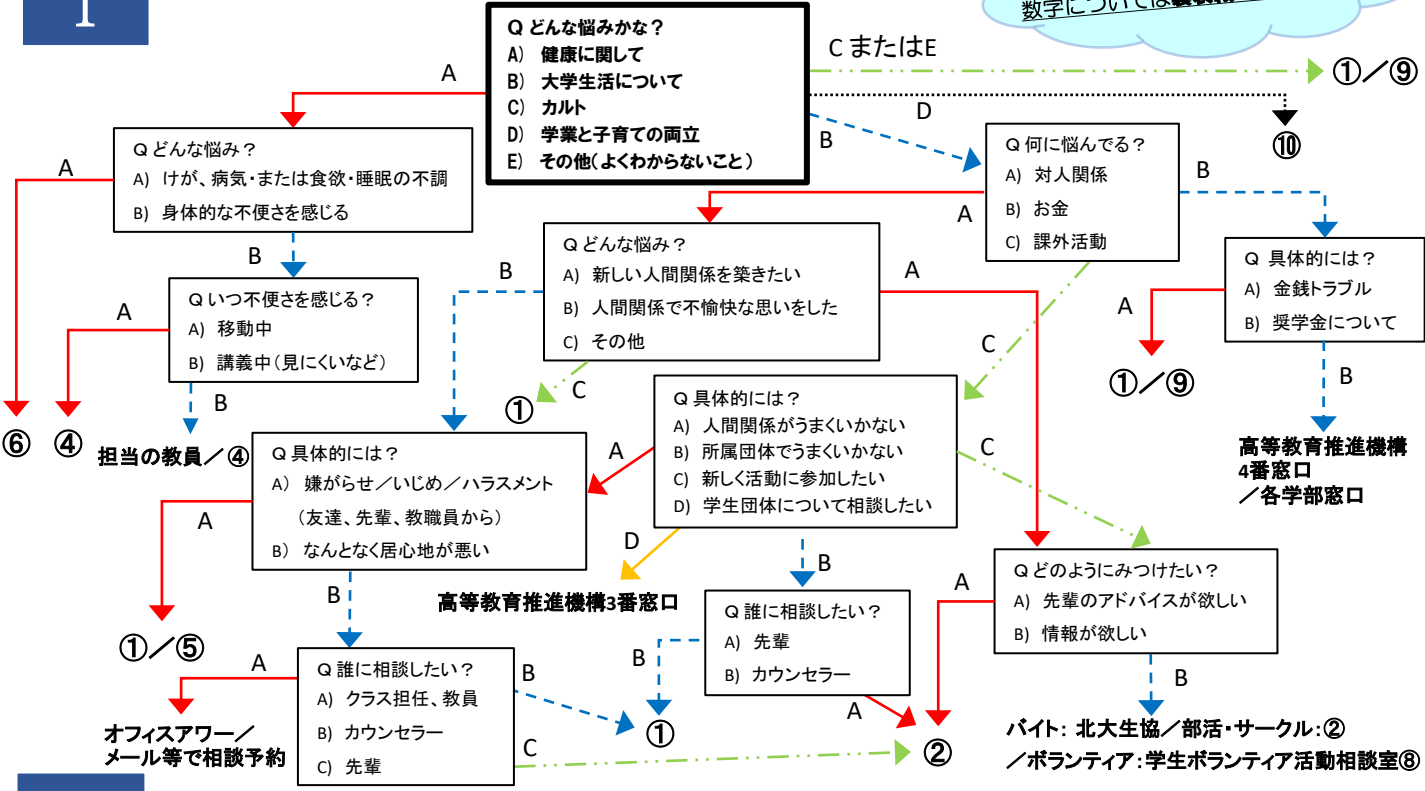 1
数字については
Q どんな悩みかな？
A) 健康に関して
B) 大学生活について
C) カルト
D) 学業と子育ての両立
E) その他（よくわからないこと）
A
C またはE
①／⑨
D
B
⑩
Q どんな悩み？
A) けが、病気・または食欲・睡眠の不調
B) 身体的な不便さを感じる
A
B
Q 何に悩んでる？
A) 対人関係
B) お金
C) 課外活動
A
B
C
Q どんな悩み？
A) 新しい人間関係を築きたい
B) 人間関係で不愉快な思いをした
C) その他
B
A
C
①
Q 具体的には？
A) 金銭トラブル
B) 奨学金について
A
B
①／⑨
高等教育推進機構
4番窓口
／各学部窓口
Q いつ不便さを感じる？
A) 移動中
B) 講義中（見にくいなど）
A
B
⑥
④
担当の教員／④
Q 具体的には？
A) 嫌がらせ／いじめ／ハラスメント
（友達、先輩、教職員から）
B) なんとなく居心地が悪い
A
B
①／⑤
Q 具体的には？
A) 人間関係がうまくいかない
B) 所属団体でうまくいかない
C) 新しく活動に参加したい
D) 学生団体について相談したい
A
C
D
B
高等教育推進機構3番窓口
Q 誰に相談したい？
A) 先輩
B) カウンセラー
B
A
Q どのようにみつけたい？
A) 先輩のアドバイスが欲しい
B) 情報が欲しい
A
B
Q 誰に相談したい？
A) クラス担任、教員
B) カウンセラー
C) 先輩
A
B
C
オフィスアワー／
メール等で相談予約
①
②
バイト：北大生協／部活・サークル：②
／ボランティア：学生ボランティア活動相談室⑧